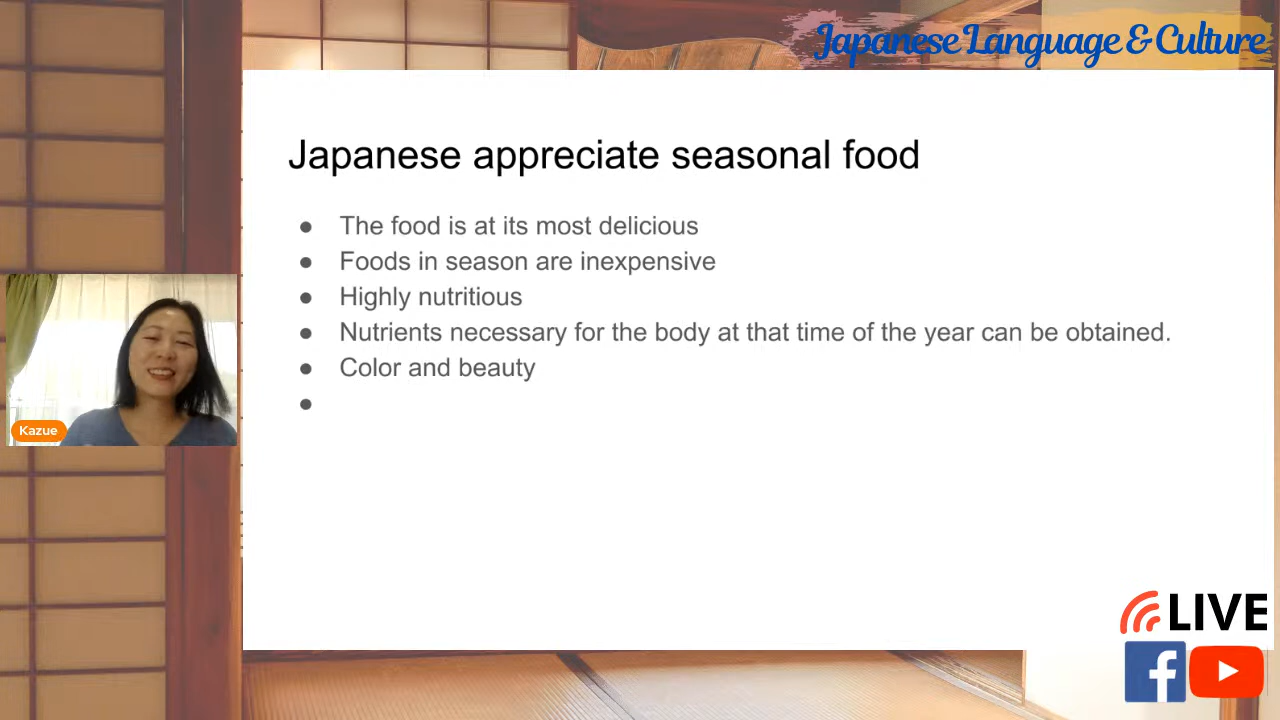 Japanese Language & Culture
Japanese appreciate seasonal food
● The food is at its most delicious
● Foods in season are inexpensive
● Highly nutritious
● Nutrients necessary for the body at that time of the year can be obtained.
● Color and beauty
●
Kazue
LIVE
f